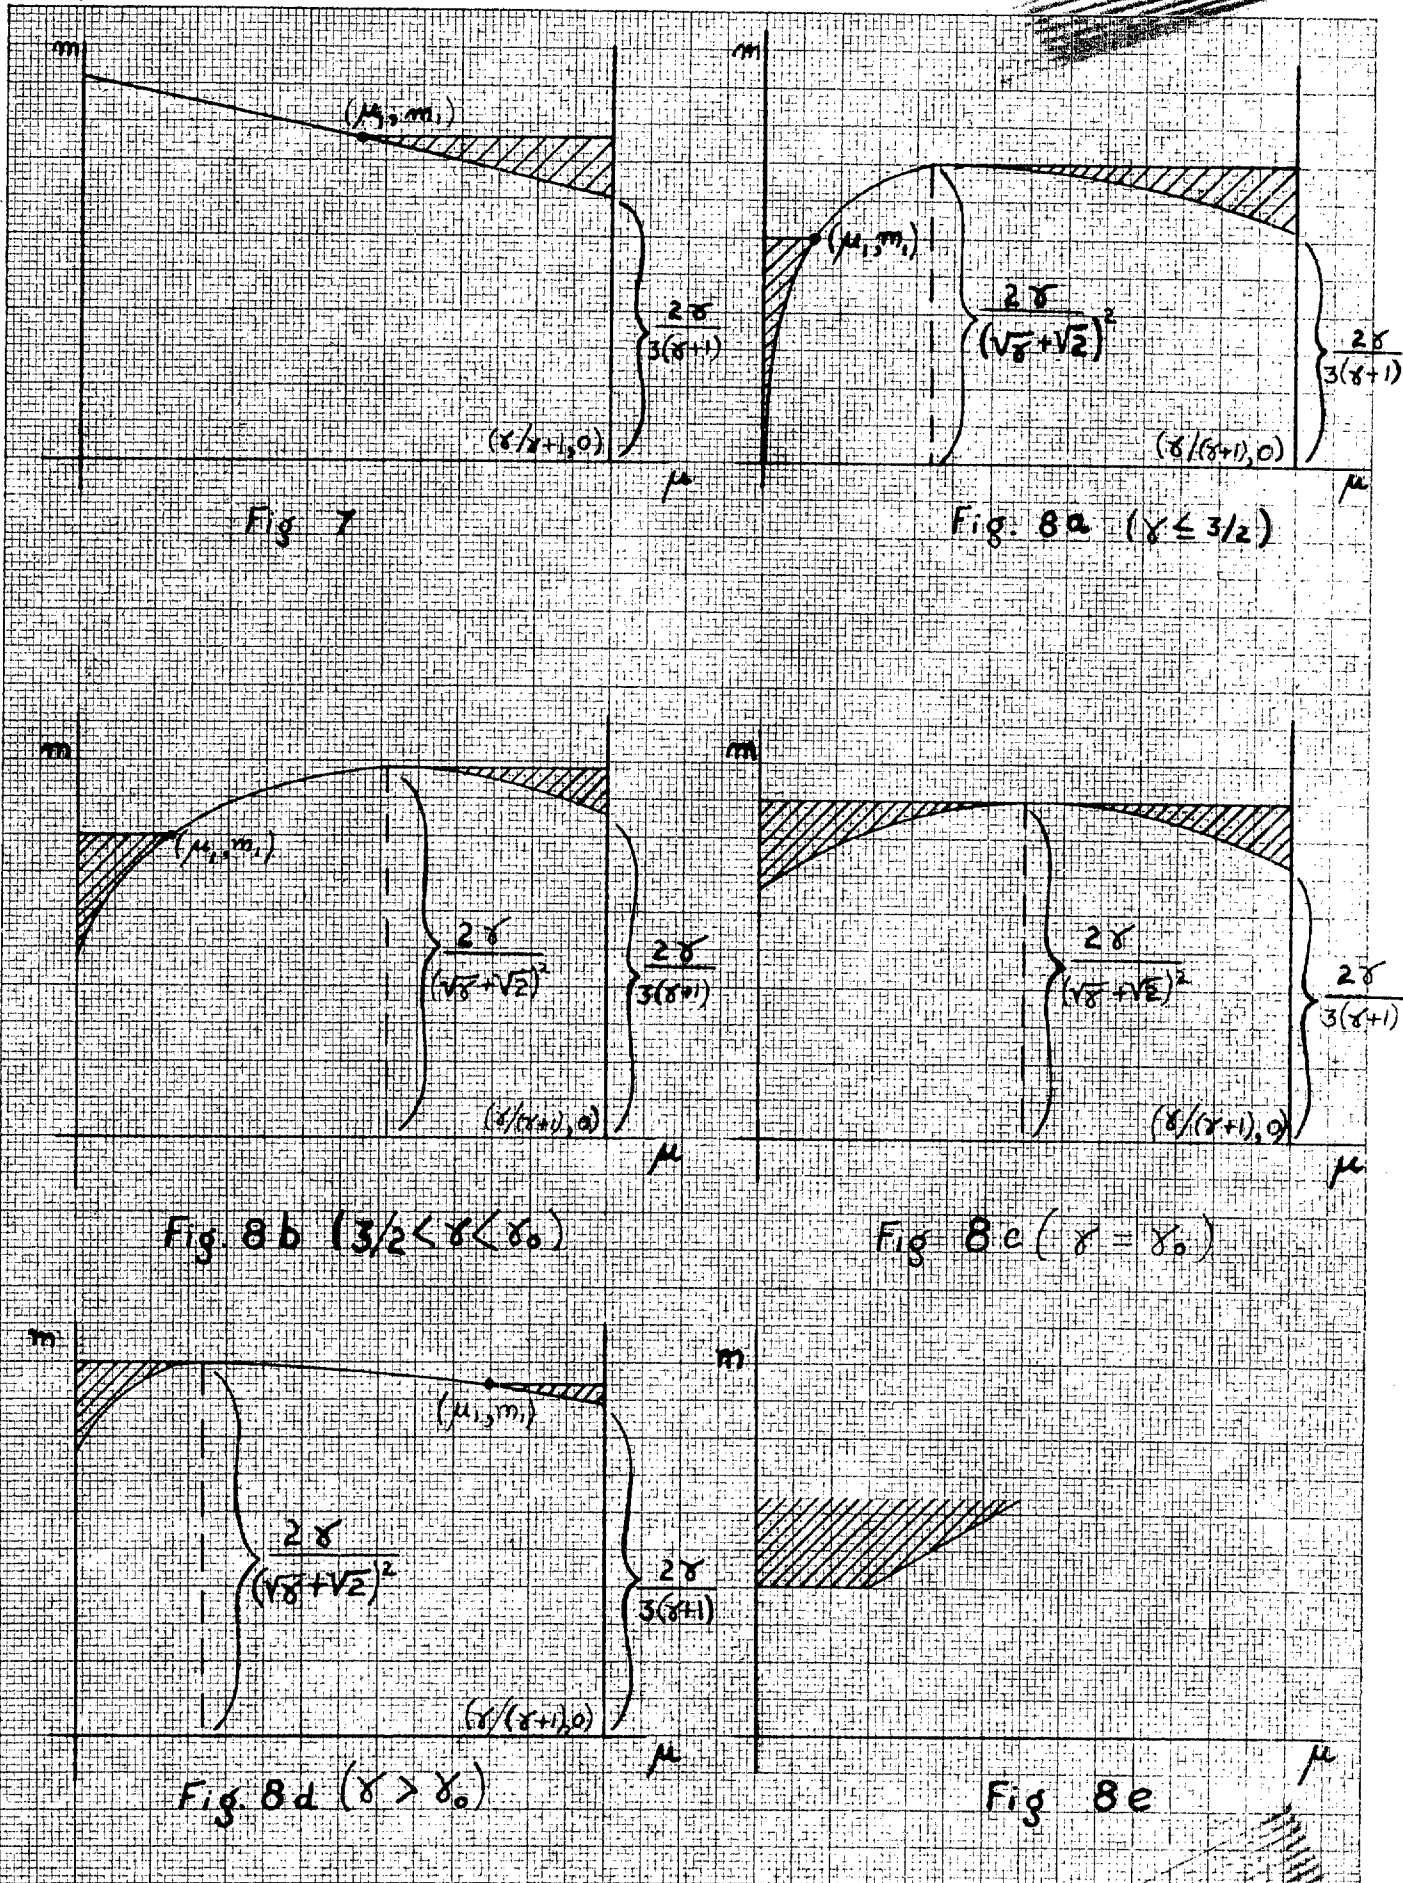 m
(μ₁, m₁)
2γ
3(γ+1)
(γ/γ+1,0)
μ
Fig 7
m
(μ₁, m₁)
2γ
(√γ+√2)²
2γ
3(γ+1)
(γ/(γ+1),0)
μ
Fig. 8a (γ ≤ 3/2)
m
(μ₁, m₁)
2γ
(√γ+√2)²
2γ
3(γ+1)
(γ/(γ+1),0)
μ
Fig. 8b (3/2 < γ < γ₀)
m
2γ
(√γ+√2)²
2γ
3(γ+1)
(γ/(γ+1),0)
μ
Fig 8c (γ = γ₀)
m
(μ₁, m₁)
2γ
(√γ+√2)²
2γ
3(γ+1)
(γ/(γ+1),0)
μ
Fig. 8d (γ > γ₀)
m
μ
Fig 8e